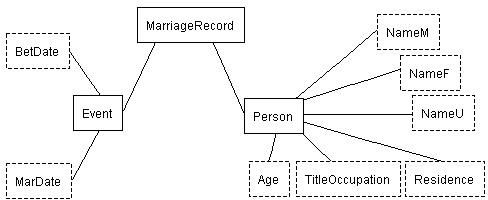 MarriageRecord
NameM
BetDate
NameF
Event
Person
NameU
MarDate
Age
TitleOccupation
Residence